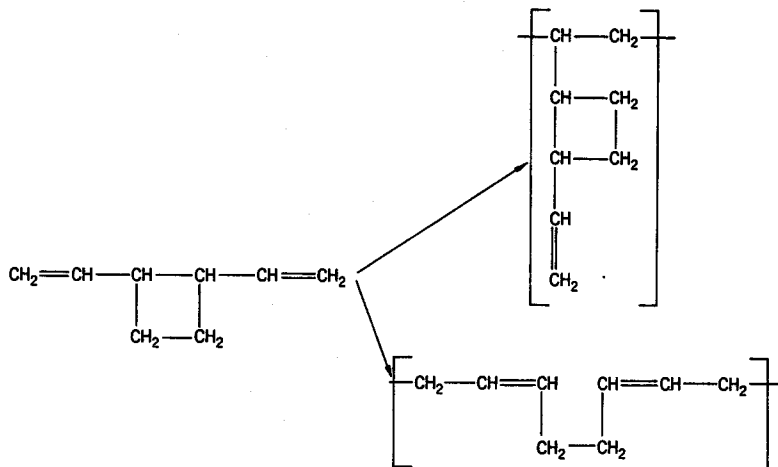 CH CH₂
CH CH₂
CH CH₂
CH
CH₂
CH₂=CH—CH—CH—CH=CH₂
CH₂—CH₂
CH₂—CH=CH CH=CH—CH₂
CH₂—CH₂